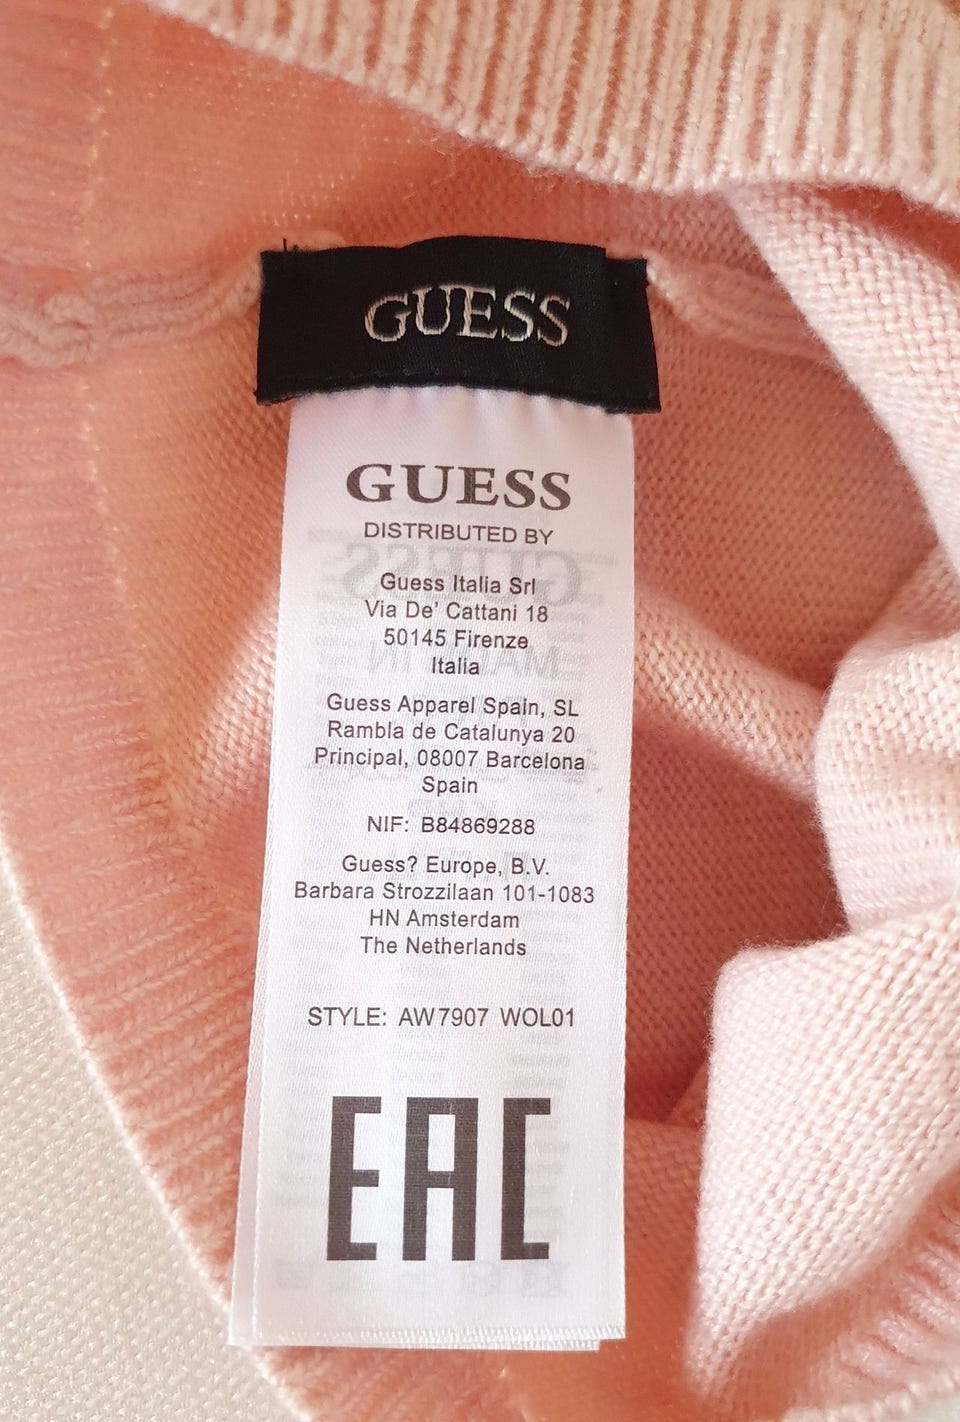 GUESS
GUESS
DISTRIBUTED BY
Guess Italia Srl
Via De' Cattani 18
50145 Firenze
Italia
Guess Apparel Spain, SL
Rambla de Catalunya 20
Principal, 08007 Barcelona
Spain
NIF: B84869288
Guess? Europe, B.V.
Barbara Strozzilaan 101-1083
HN Amsterdam
The Netherlands
STYLE: AW7907 WOL01
EAC